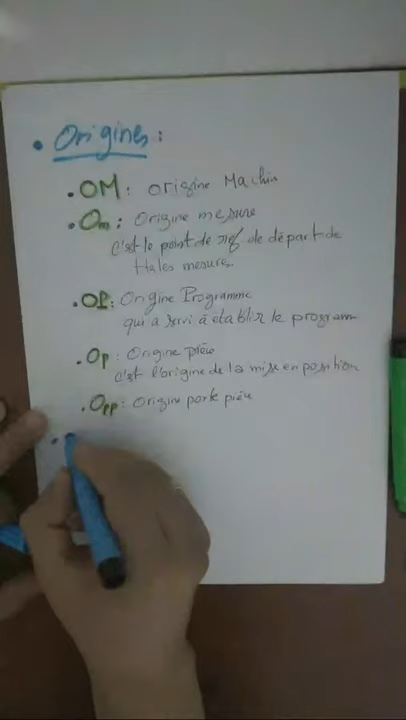 • Origines :
• OM : Origine Machin
• Om : Origine mesure
c'est le point de réf de départ de
tt les mesures.
• OP : Origine Programme
qui a servi à établir le program
• Op : Origine pièce
c'est l'origine de la mise en position
• Opp : Origine porte pièce